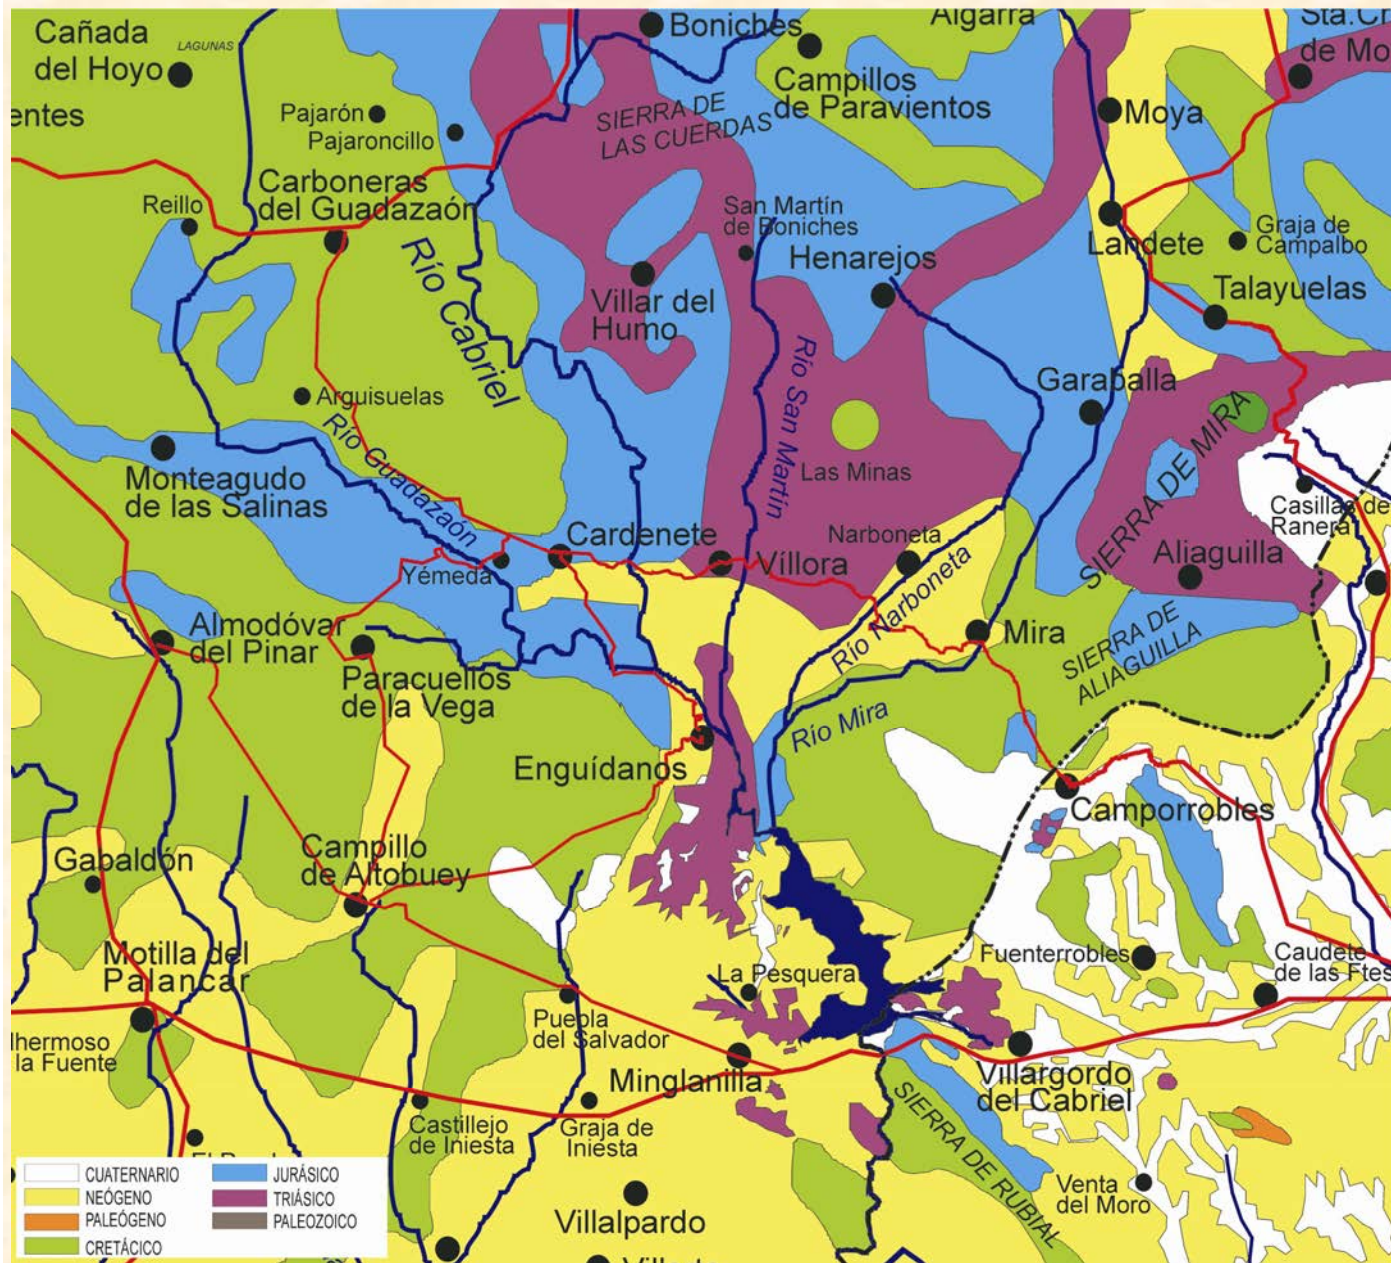 Cañada
del Hoyo
LAGUNAS
entes
Boniches
Algarra
Sta.Cr
de Mo
Campillos
de Paravientos
Pajarón
Pajaroncillo
SIERRA DE
LAS CUERDAS
Moya
Carboneras
del Guadazaón
Reillo
San Martín
de Boniches
Henarejos
Landete
Graja de
Campalbo
Río Cabriel
Villar del
Humo
Talayuelas
Río San Martín
Garaballa
Arguisuelas
Río Guadazaón
SIERRA DE MIRA
Monteagudo
de las Salinas
Las Minas
Casillas de
Ranera
Cardenete
Víllora
Narboneta
Aliaguilla
Yémeda
Río Narboneta
Almodóvar
del Pinar
Mira
SIERRA DE
ALIAGUILLA
Paracuellos
de la Vega
Río Mira
Enguídanos
Camporrobles
Gabaldón
Campillo
de Altobuey
Motilla del
Palancar
La Pesquera
Fuenterrobles
Caudete
de las Ftes
lhermoso
la Fuente
Puebla
del Salvador
Minglanilla
Villargordo
del Cabriel
Castillejo
de Iniesta
Graja de
Iniesta
SIERRA DE RUBIAL
Venta
del Moro
Villalpardo
CUATERNARIO
NEÓGENO
PALEÓGENO
CRETÁCICO
JURÁSICO
TRIÁSICO
PALEOZOICO